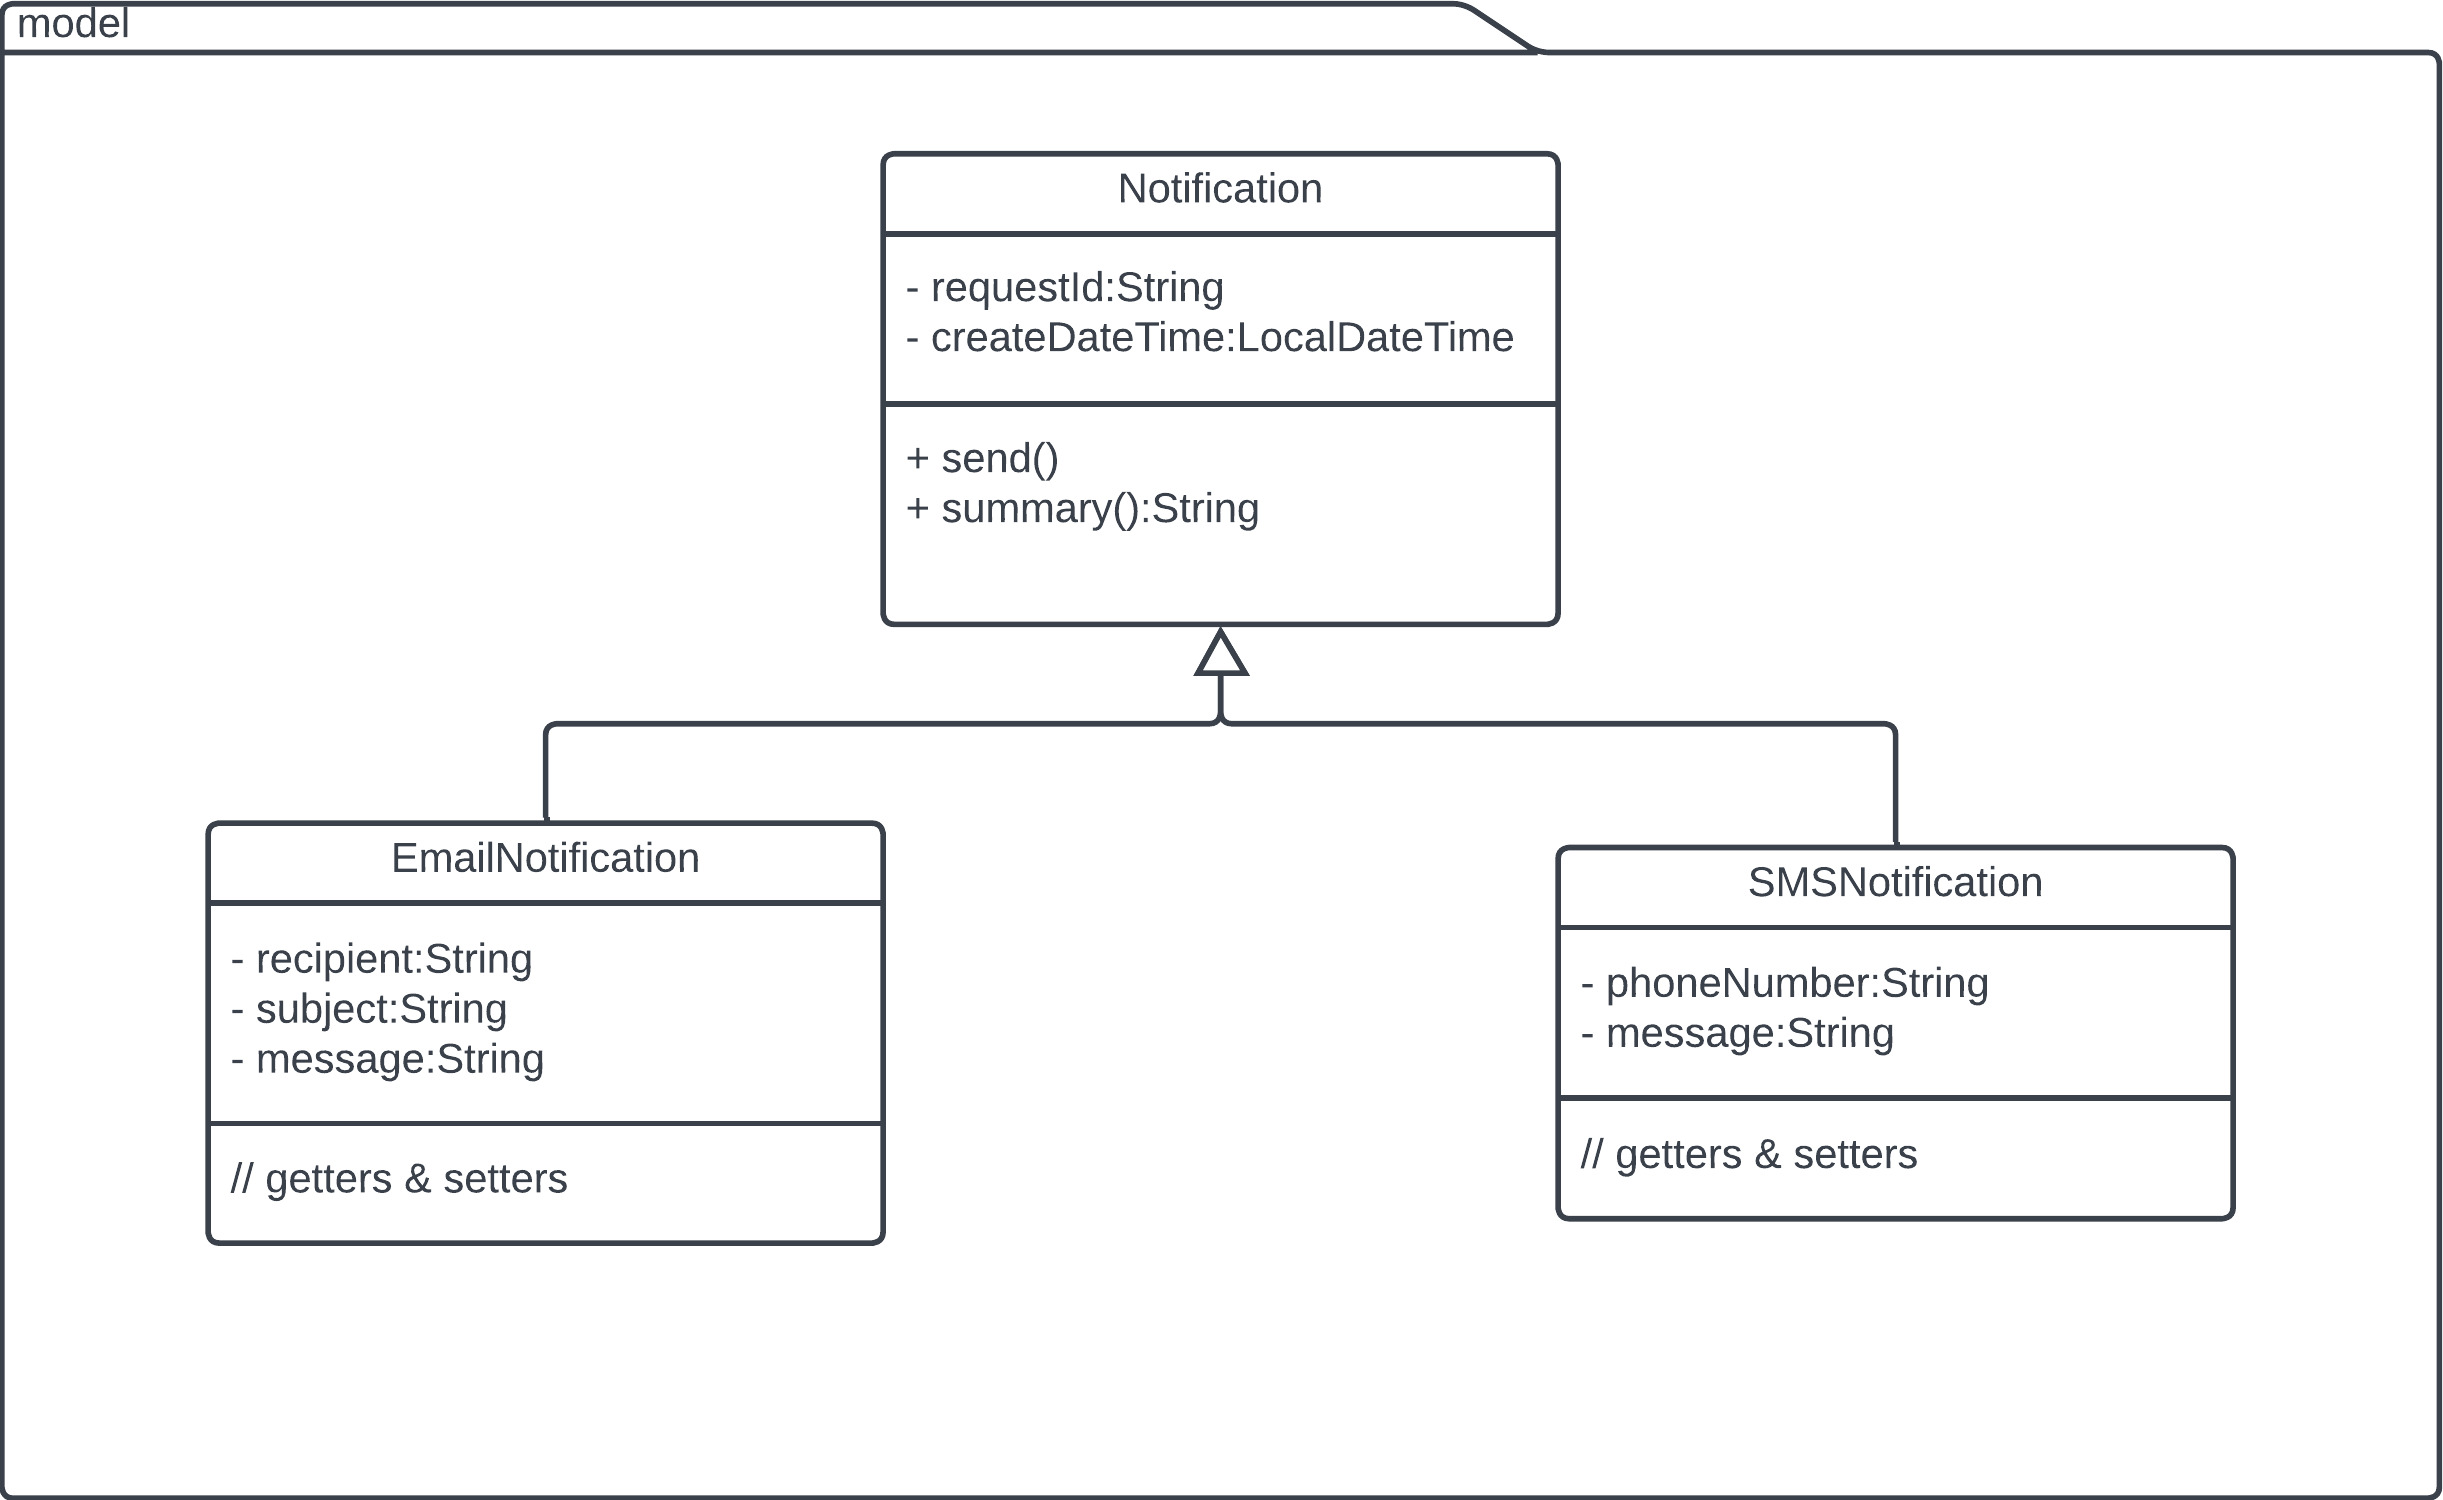 model
Notification
- requestId:String
- createDateTime:LocalDateTime
+ send()
+ summary():String
EmailNotification
- recipient:String
- subject:String
- message:String
// getters & setters
SMSNotification
- phoneNumber:String
- message:String
// getters & setters